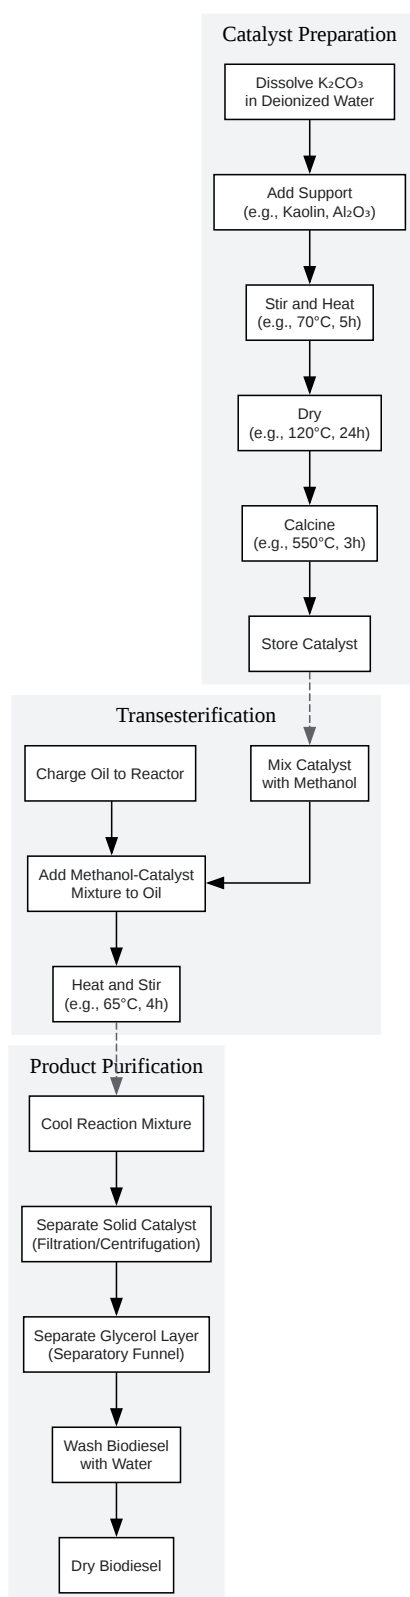 Catalyst Preparation
Dissolve K₂CO₃
in Deionized Water
Add Support
(e.g., Kaolin, Al₂O₃)
Stir and Heat
(e.g., 70°C, 5h)
Dry
(e.g., 120°C, 24h)
Calcine
(e.g., 550°C, 3h)
Store Catalyst
Transesterification
Charge Oil to Reactor
Mix Catalyst
with Methanol
Add Methanol-Catalyst
Mixture to Oil
Heat and Stir
(e.g., 65°C, 4h)
Product Purification
Cool Reaction Mixture
Separate Solid Catalyst
(Filtration/Centrifugation)
Separate Glycerol Layer
(Separatory Funnel)
Wash Biodiesel
with Water
Dry Biodiesel